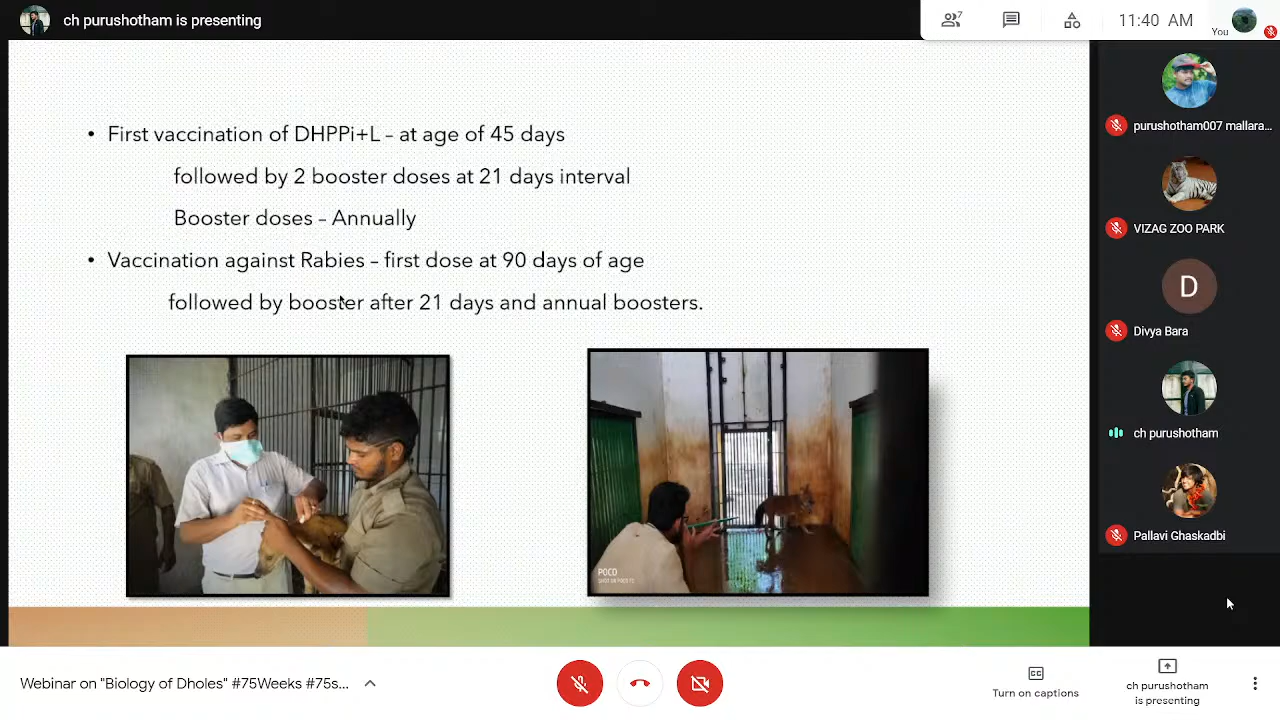 ch purushotham is presenting
7
11:40 AM
You
• First vaccination of DHPPi+L – at age of 45 days
followed by 2 booster doses at 21 days interval
Booster doses – Annually
• Vaccination against Rabies – first dose at 90 days of age
followed by booster after 21 days and annual boosters.
POCO
purushotham007 mallara...
VIZAG ZOO PARK
D
Divya Bara
ch purushotham
Pallavi Ghaskadbi
Webinar on "Biology of Dholes" #75Weeks #75s...
CC
Turn on captions
ch purushotham
is presenting